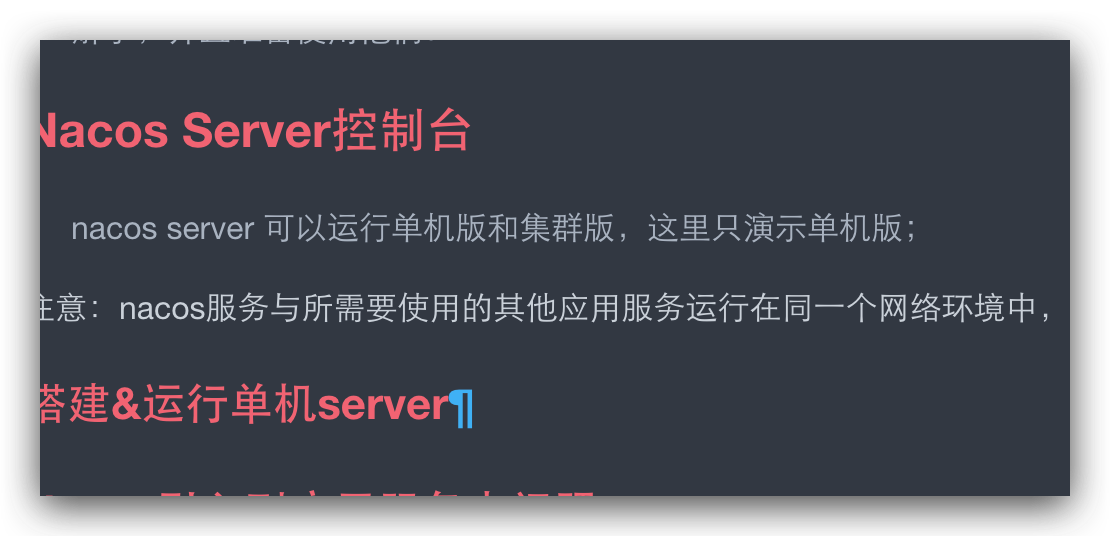 Nacos Server控制台
nacos server 可以运行单机版和集群版，这里只演示单机版；
注意：nacos服务与所需要使用的其他应用服务运行在同一个网络环境中，
搭建&运行单机server¶